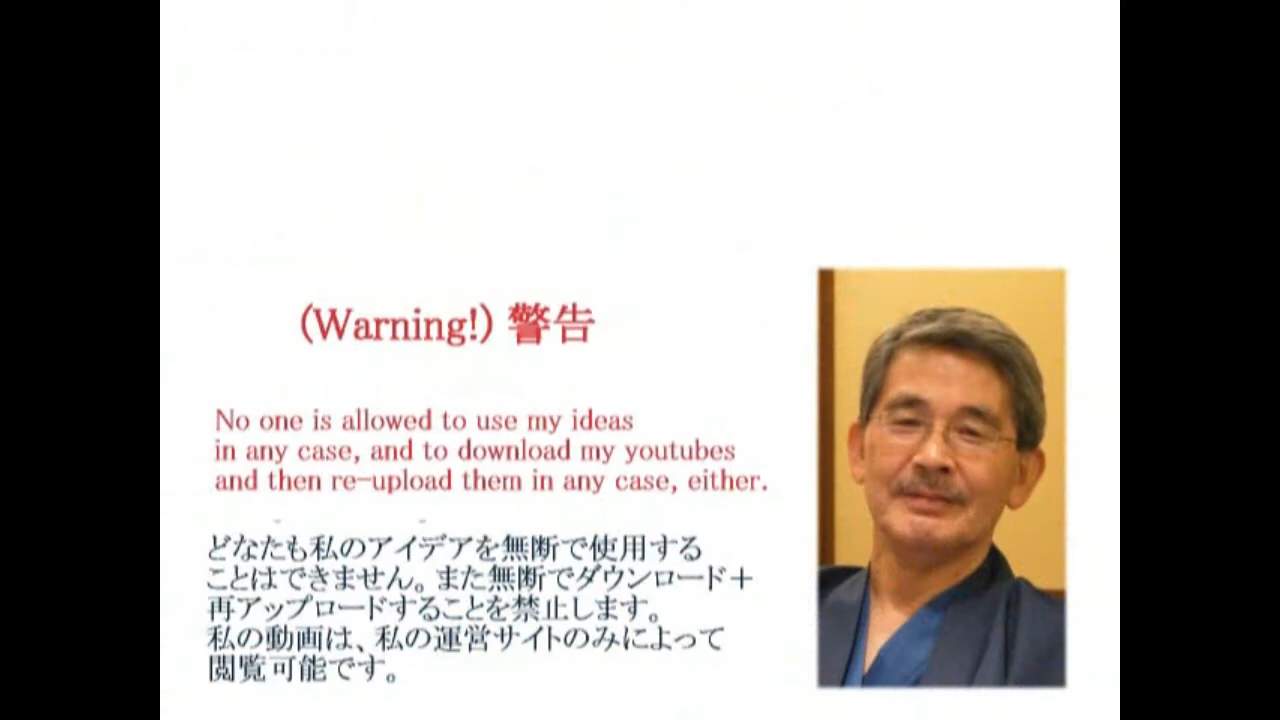 (Warning!) 警告
No one is allowed to use my ideas
in any case, and to download my youtubes
and then re-upload them in any case, either.
どなたも私のアイデアを無断で使用する
ことはできません。また無断でダウンロード＋
再アップロードすることを禁止します。
私の動画は、私の運営サイトのみによって
閲覧可能です。